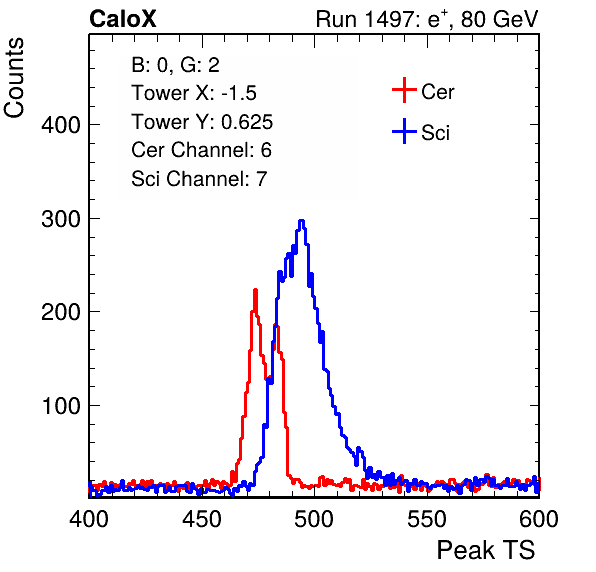 CaloX Run 1497: e⁺, 80 GeV
Counts
B: 0, G: 2
Tower X: -1.5
Tower Y: 0.625
Cer Channel: 6
Sci Channel: 7
Cer
Sci
400
300
200
100
400 450 500 550 600
Peak TS